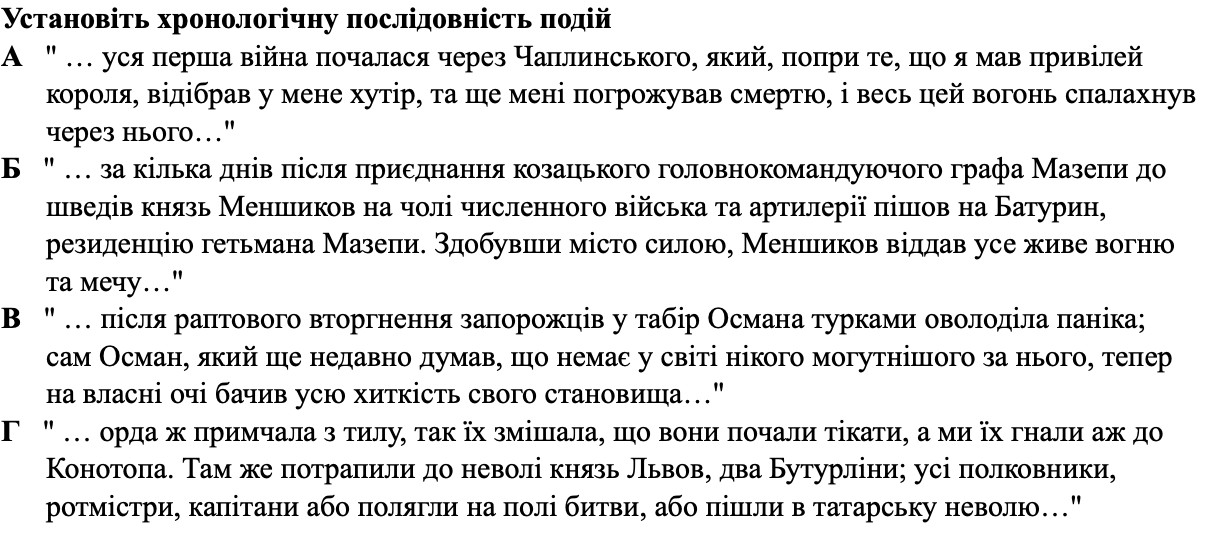 Установіть хронологічну послідовність подій
А " … уся перша війна почалася через Чаплинського, який, попри те, що я мав привілей
короля, відібрав у мене хутір, та ще мені погрожував смертю, і весь цей вогонь спалахнув
через нього…"
Б " … за кілька днів після приєднання козацького головнокомандуючого графа Мазепи до
шведів князь Меншиков на чолі численного війська та артилерії пішов на Батурин,
резиденцію гетьмана Мазепи. Здобувши місто силою, Меншиков віддав усе живе вогню
та мечу…"
В " … після раптового вторгнення запорожців у табір Османа турками оволоділа паніка;
сам Осман, який ще недавно думав, що немає у світі нікого могутнішого за нього, тепер
на власні очі бачив усю хиткість свого становища…"
Г " … орда ж примчала з тилу, так їх змішала, що вони почали тікати, а ми їх гнали аж до
Конотопа. Там же потрапили до неволі князь Львов, два Бутурліни; усі полковники,
ротмістри, капітани або полягли на полі битви, або пішли в татарську неволю…"